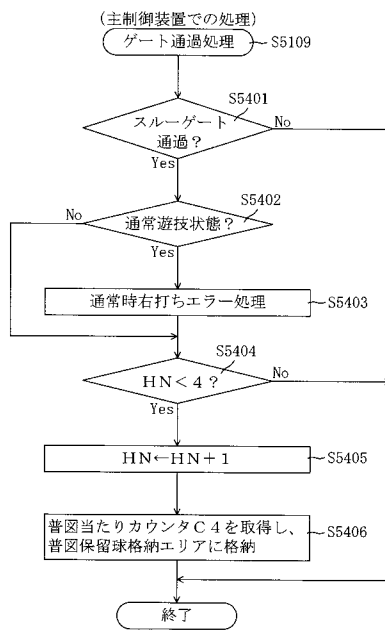 (主制御装置での処理)
ゲート通過処理
S5109
S5401
スルーゲート
通過？
No
Yes
S5402
No
通常遊技状態？
Yes
通常時右打ちエラー処理
S5403
S5404
HN＜4？
No
Yes
HN←HN＋1
S5405
普図当たりカウンタC4を取得し、
普図保留球格納エリアに格納
S5406
終了